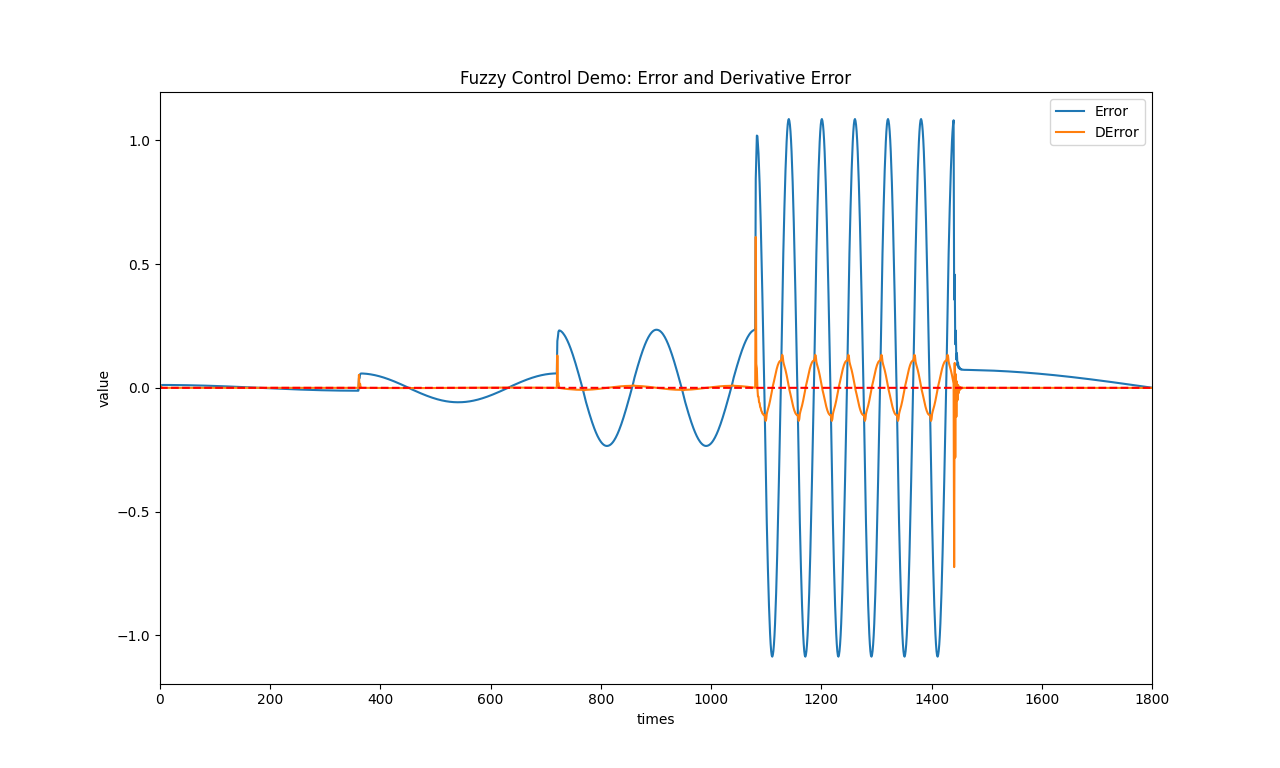 Fuzzy Control Demo: Error and Derivative Error
Error
DError
1.0
0.5
0.0
−0.5
−1.0
value
0 200 400 600 800 1000 1200 1400 1600 1800
times